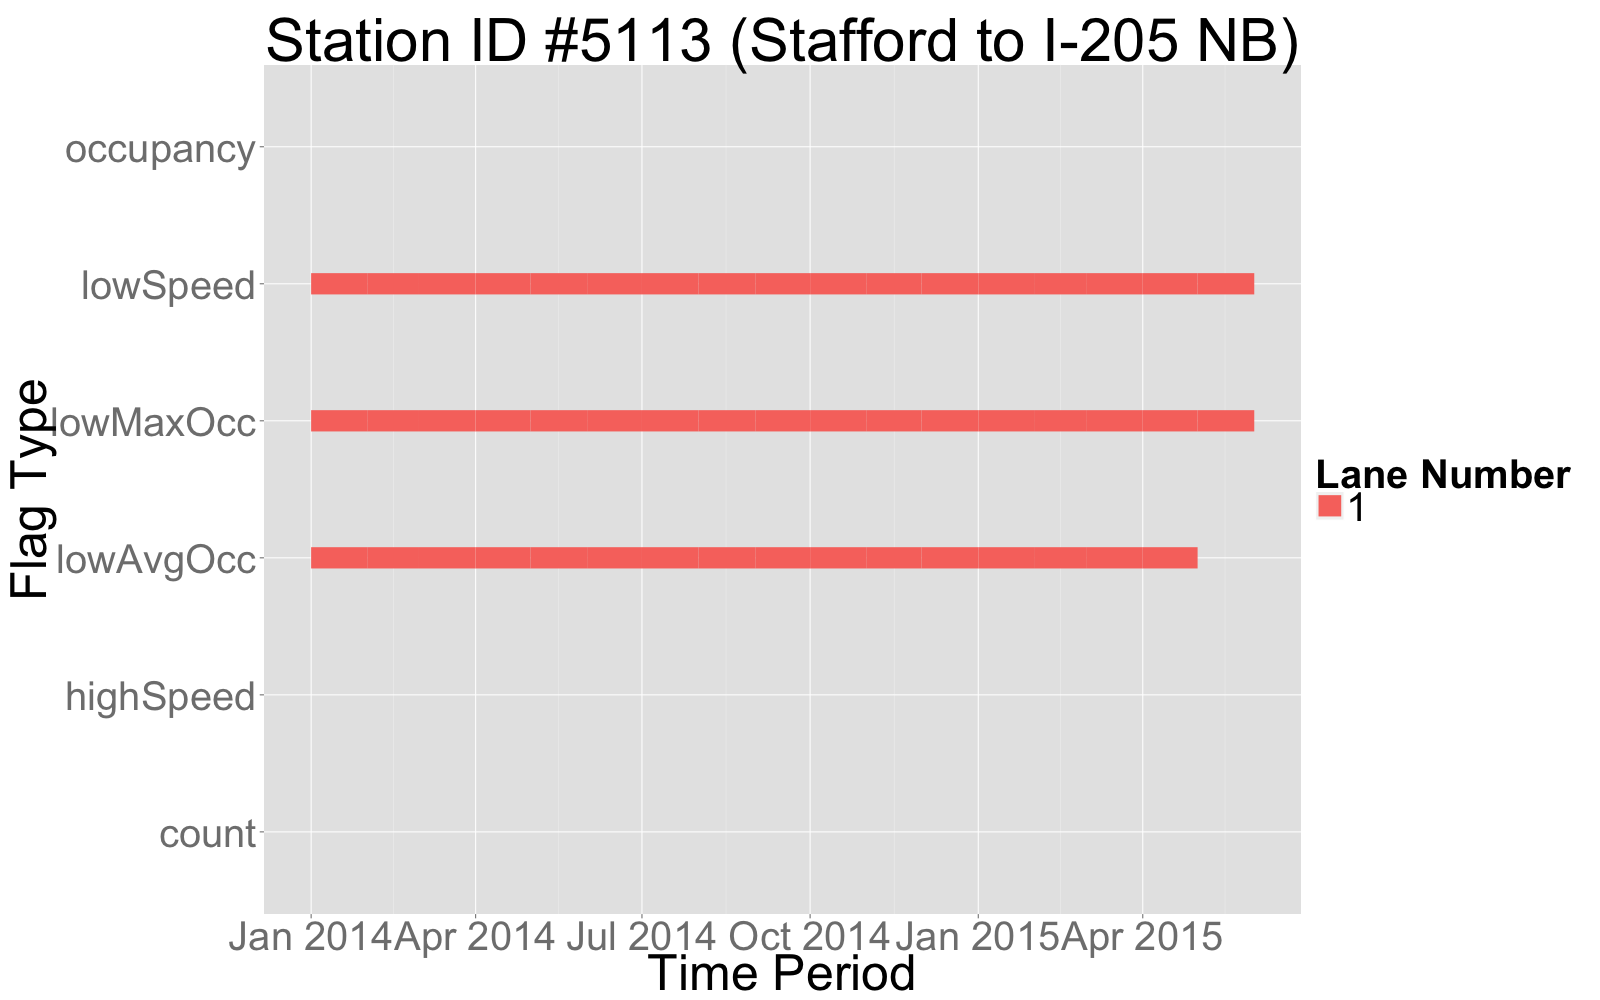 Station ID #5113 (Stafford to I-205 NB)
Flag Type
occupancy
lowSpeed
lowMaxOcc
lowAvgOcc
highSpeed
count
Jan 2014 Apr 2014 Jul 2014 Oct 2014 Jan 2015 Apr 2015
Time Period
Lane Number
1